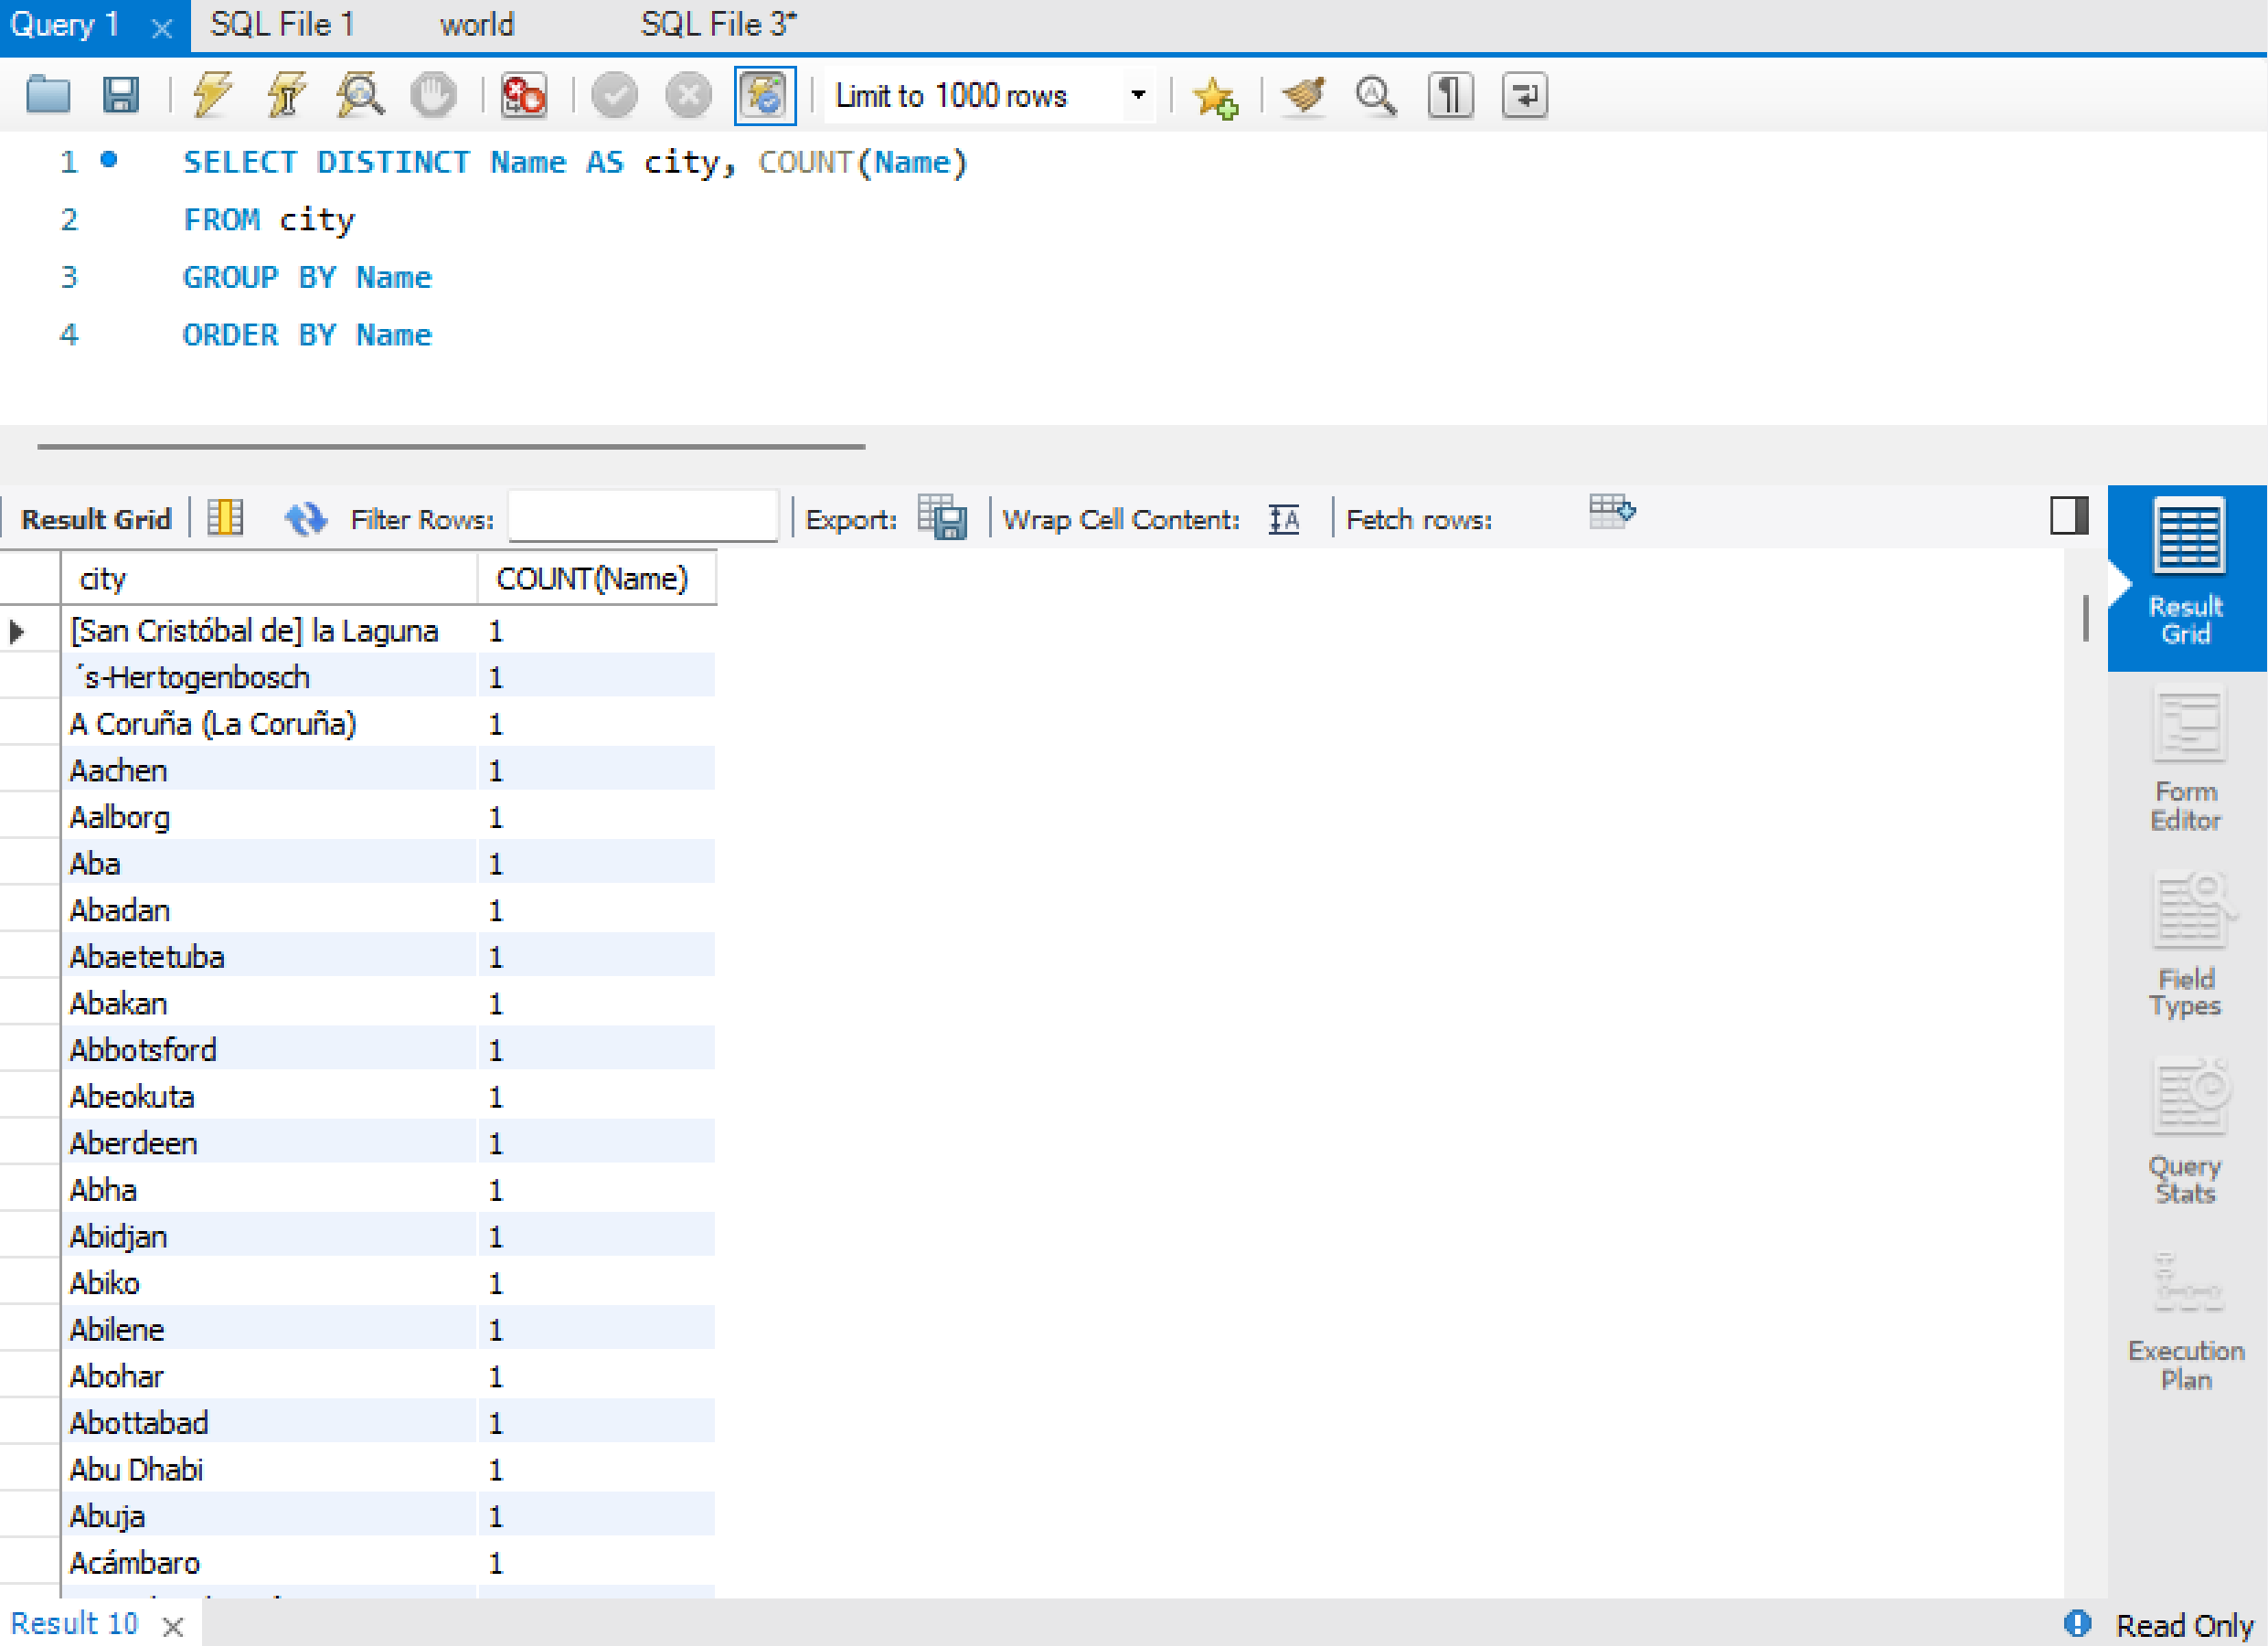 Query 1 SQL File 1 world SQL File 3*
Limit to 1000 rows
1 SELECT DISTINCT Name AS city, COUNT(Name)
2 FROM city
3 GROUP BY Name
4 ORDER BY Name
Result Grid Filter Rows: Export: Wrap Cell Content: Fetch rows:
city COUNT(Name)
[San Cristóbal de] la Laguna 1
´s-Hertogenbosch 1
A Coruña (La Coruña) 1
Aachen 1
Aalborg 1
Aba 1
Abadan 1
Abaetetuba 1
Abakan 1
Abbotsford 1
Abeokuta 1
Aberdeen 1
Abha 1
Abidjan 1
Abiko 1
Abilene 1
Abohar 1
Abottabad 1
Abu Dhabi 1
Abuja 1
Acámbaro 1
Result
Grid
Form
Editor
Field
Types
Query
Stats
Execution
Plan
Result 10 Read Only